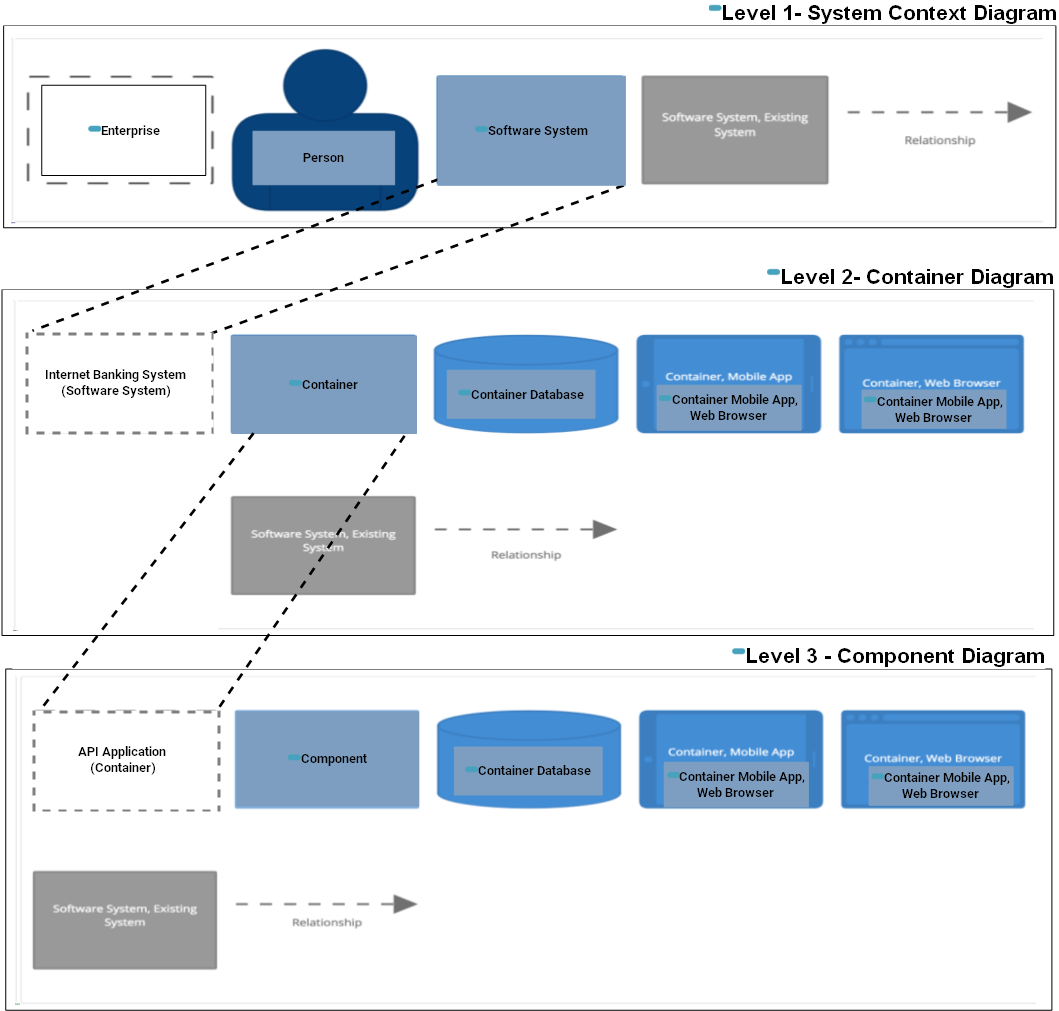 Level 1- System Context Diagram
Enterprise
Person
Software System
Software System, Existing
System
Relationship
Level 2- Container Diagram
Internet Banking System
(Software System)
Container
Container Database
Container, Mobile App
Container Mobile App,
Web Browser
Container, Web Browser
Container Mobile App,
Web Browser
Software System, Existing
System
Relationship
Level 3 - Component Diagram
API Application
(Container)
Component
Container Database
Container, Mobile App
Container Mobile App,
Web Browser
Container, Web Browser
Container Mobile App,
Web Browser
Software System, Existing
System
Relationship